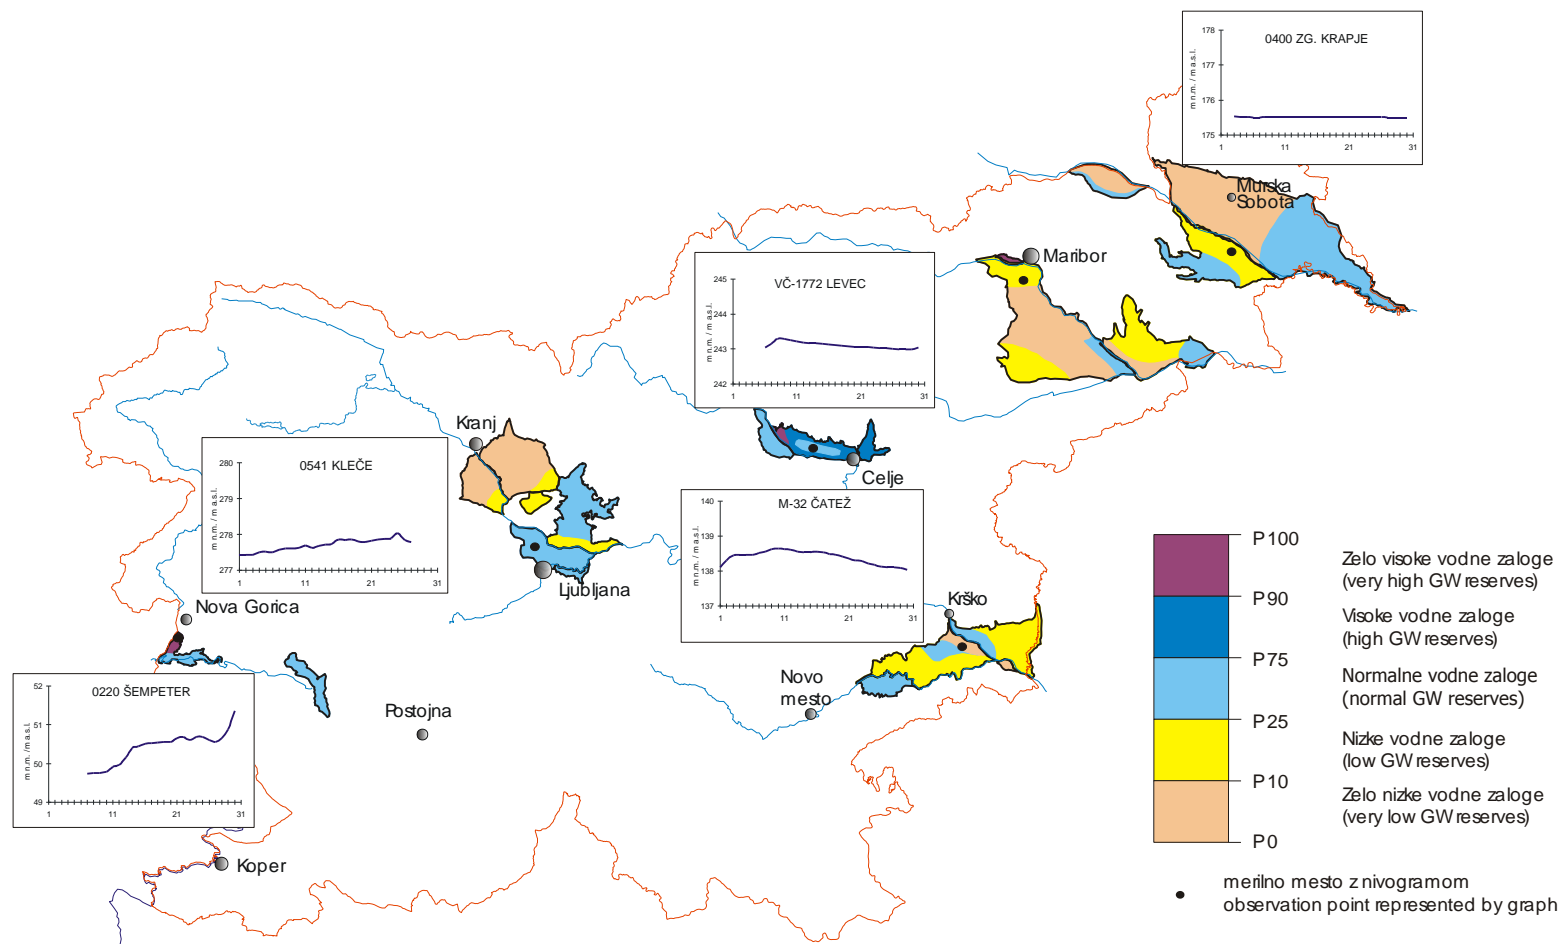 0400 ZG. KRAPJE
m n.m. / m a.s.l.
178
177
176
175
1 11 21 31
Murska
Sobota
Maribor
VČ-1772 LEVEC
m n.m. / m a.s.l.
245
244
243
242
1 11 21 31
Kranj
Celje
0541 KLEČE
m n.m. / m a.s.l.
280
279
278
277
1 11 21 31
M-32 ČATEŽ
m n.m. / m a.s.l.
140
139
138
138
137
1 11 21 31
Ljubljana
Nova Gorica
Krško
Novo
mesto
Postojna
0220 ŠEMPETER
m n.m. / m a.s.l.
52
51
50
49
1 11 21 31
Koper
P100
Zelo visoke vodne zaloge
(very high GW reserves)
P90
Visoke vodne zaloge
(high GW reserves)
P75
Normalne vodne zaloge
(normal GW reserves)
P25
Nizke vodne zaloge
(low GW reserves)
P10
Zelo nizke vodne zaloge
(very low GW reserves)
P0
merilno mesto z nivogramom
observation point represented by graph